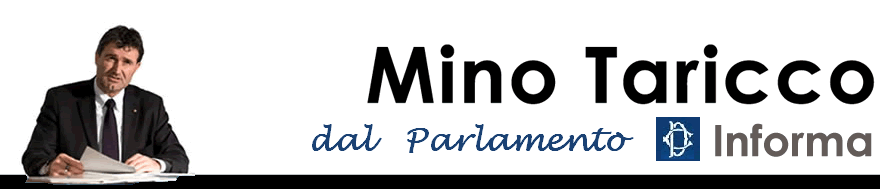 Mino Taricco
dal Parlamento Informa